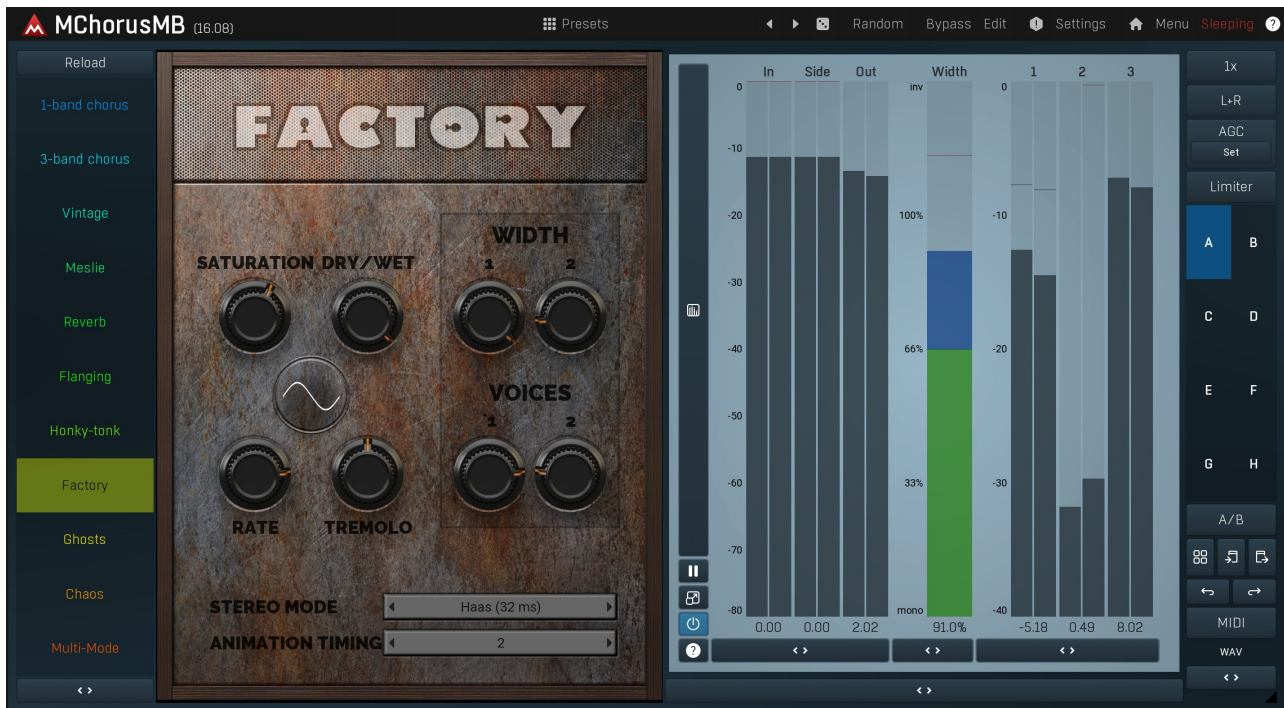 MChorusMB (16.08)
Presets
Random
Bypass
Edit
Settings
Menu
Sleeping
?
Reload
1-band chorus
3-band chorus
Vintage
Meslie
Reverb
Flanging
Honky-tonk
Factory
Ghosts
Chaos
Multi-Mode
FACTORY
SATURATION DRY/WET
WIDTH
1 2
VOICES
1 2
RATE TREMOLO
STEREO MODE Haas (32 ms)
ANIMATION TIMING 2
In Side Out Width 1 2 3
0 inv 0
-10
-20 100% -10
-30
-40 66% -20
-50
-60 33% -30
-70
-80 mono -40
0.00 0.00 2.02 91.0% -5.18 0.49 8.02
?
1x
L+R
AGC
Set
Limiter
A B
C D
E F
G H
A/B
MIDI
WAV